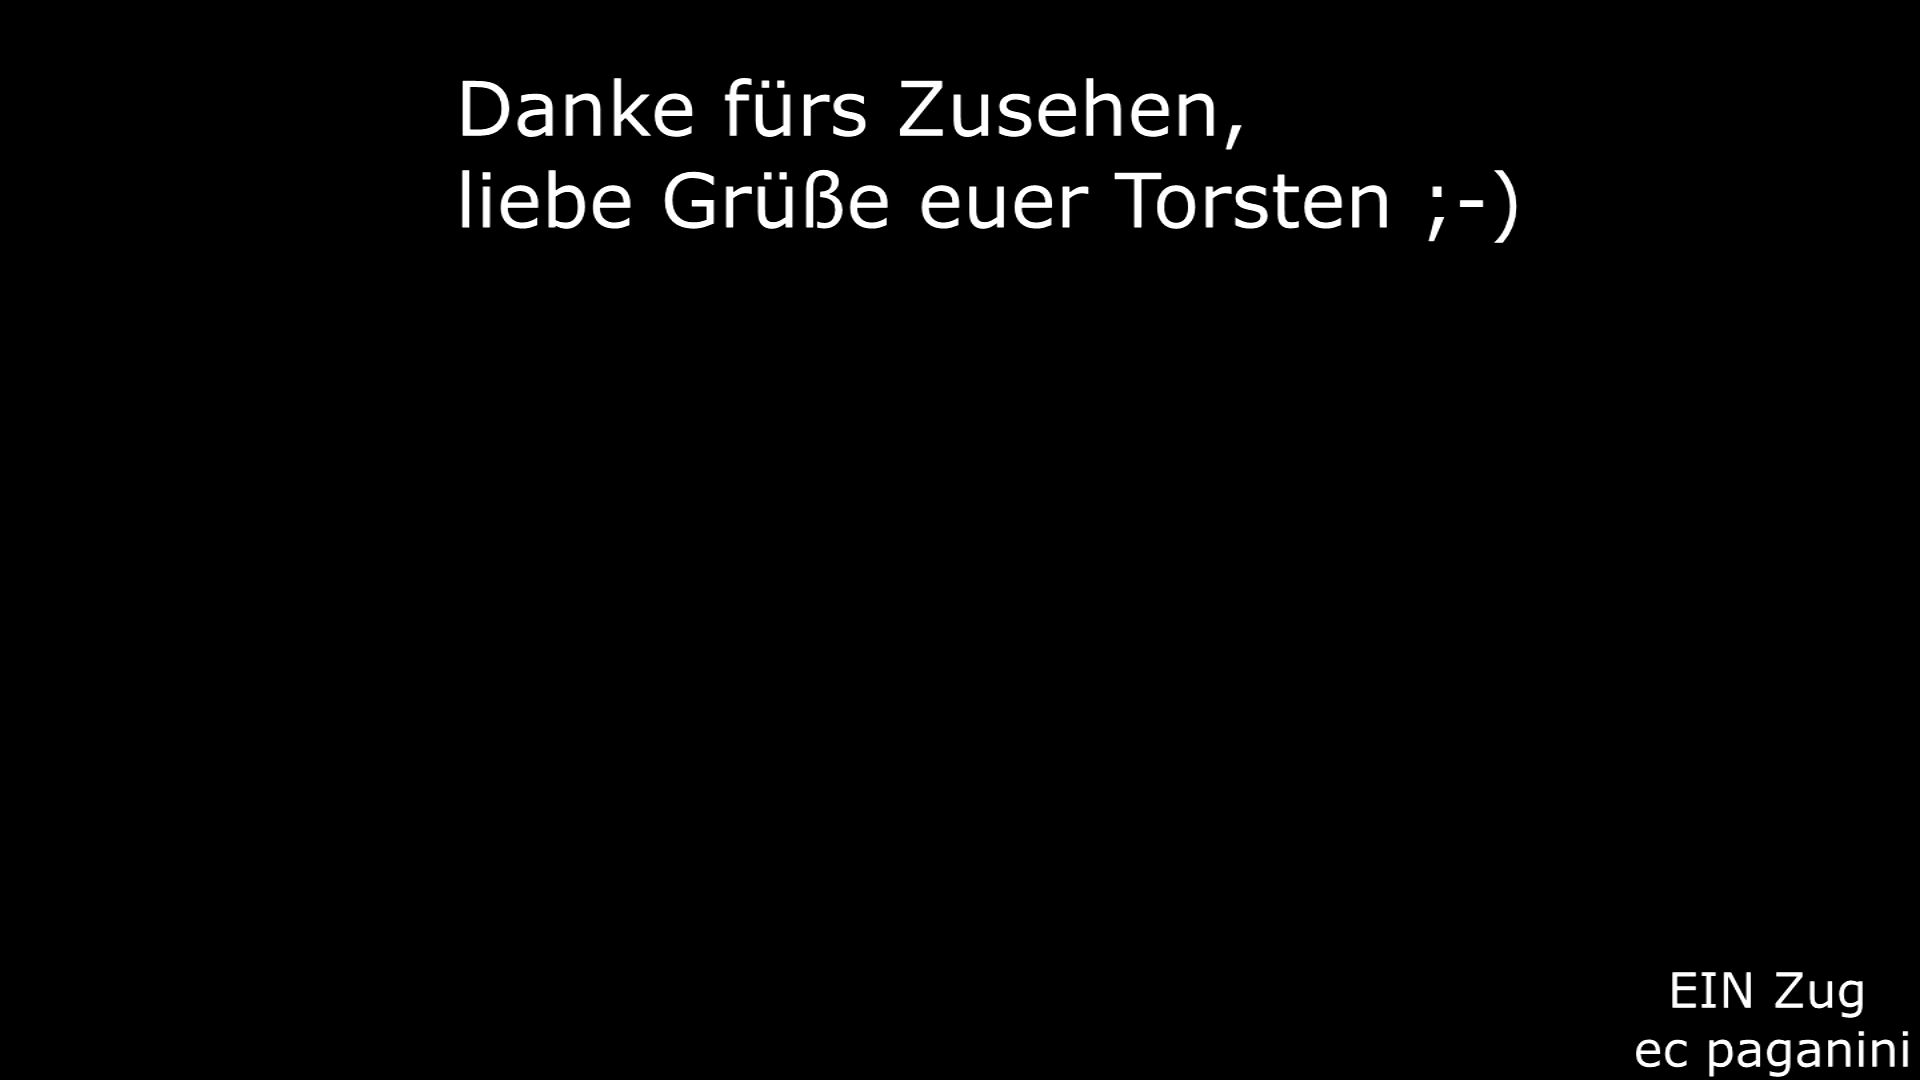 Danke fürs Zusehen,
liebe Grüße euer Torsten ;-)
EIN Zug
ec paganini